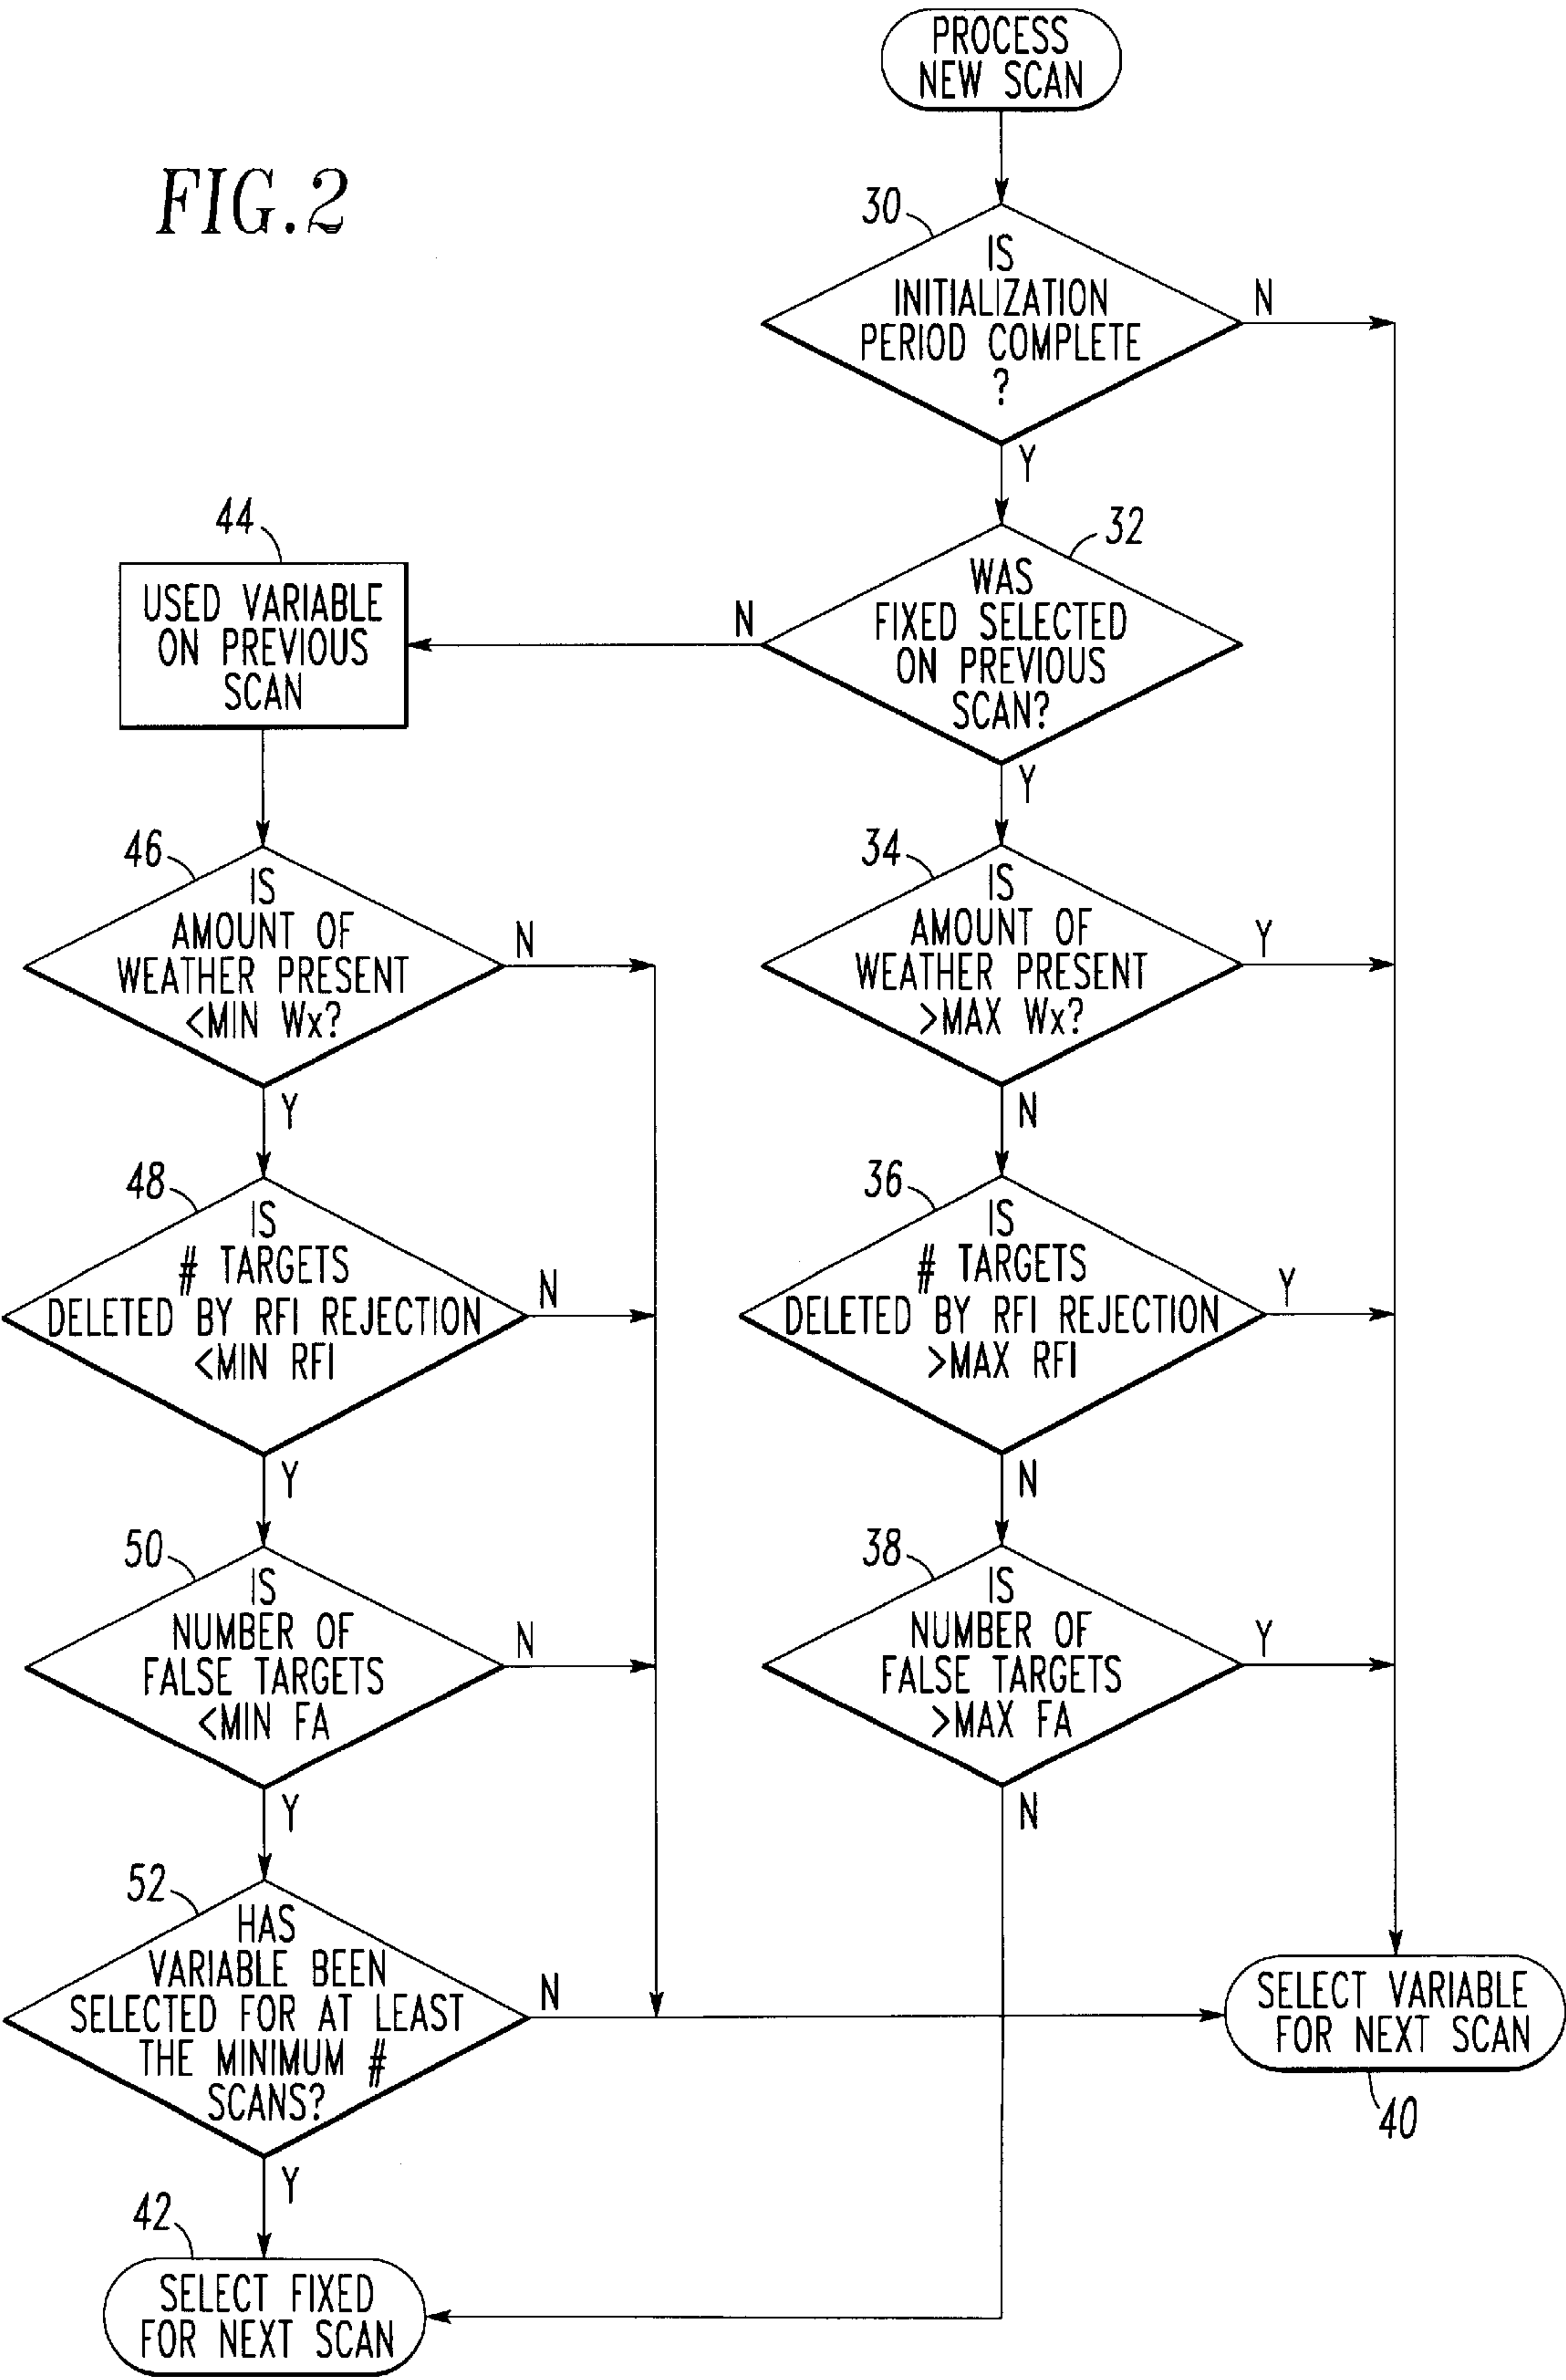 PROCESS
NEW SCAN
FIG.2
30
IS
INITIALIZATION
PERIOD COMPLETE
?
N
Y
32
WAS
FIXED SELECTED
ON PREVIOUS
SCAN?
N
Y
44
USED VARIABLE
ON PREVIOUS
SCAN
46
IS
AMOUNT OF
WEATHER PRESENT
<MIN Wx?
N
Y
34
IS
AMOUNT OF
WEATHER PRESENT
>MAX Wx?
Y
N
48
IS
# TARGETS
DELETED BY RFI REJECTION
<MIN RFI
N
Y
36
IS
# TARGETS
DELETED BY RFI REJECTION
>MAX RFI
Y
N
50
IS
NUMBER OF
FALSE TARGETS
<MIN FA
N
Y
38
IS
NUMBER OF
FALSE TARGETS
>MAX FA
Y
N
52
HAS
VARIABLE BEEN
SELECTED FOR AT LEAST
THE MINIMUM #
SCANS?
N
Y
SELECT VARIABLE
FOR NEXT SCAN
40
42
SELECT FIXED
FOR NEXT SCAN